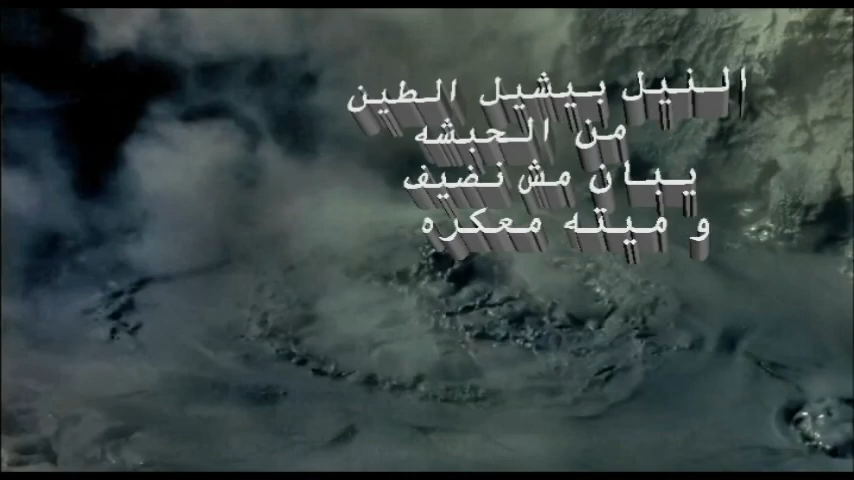 النيل بيشيل الطين
من الحبشه
يبان مش نضيف
و ميته معكره